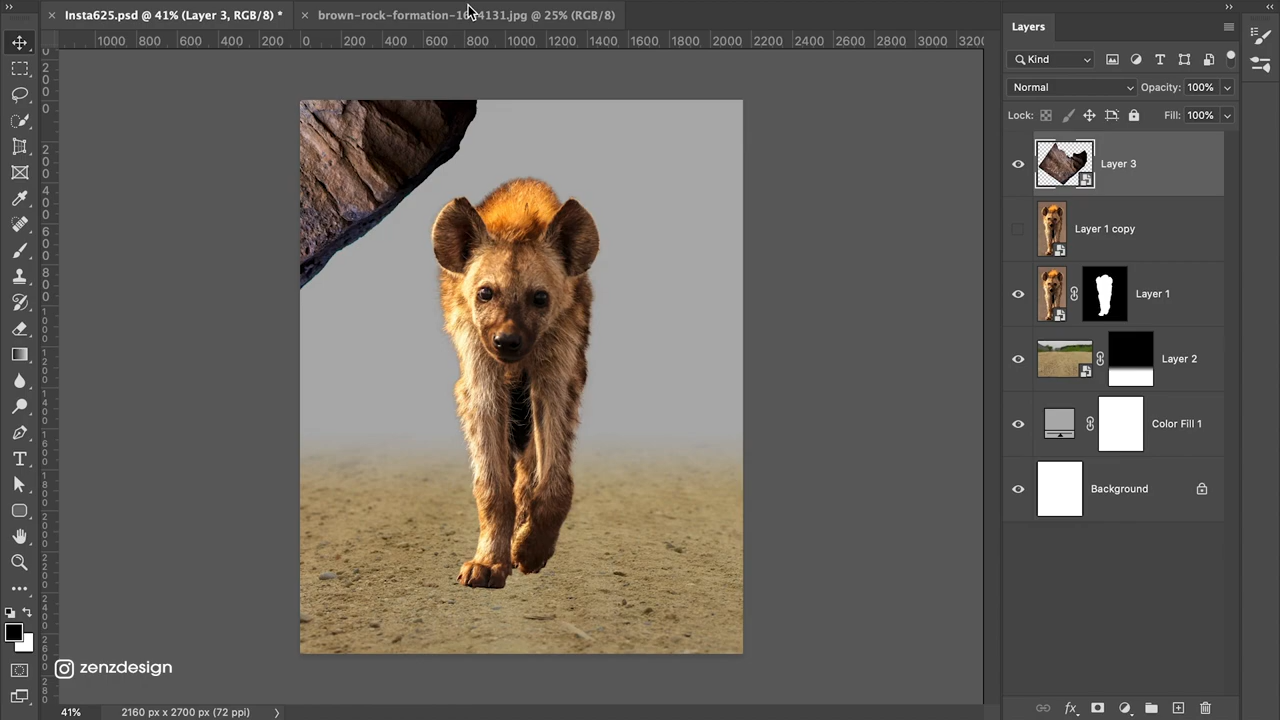 Insta625.psd @ 41% (Layer 3, RGB/8) *
brown-rock-formation-16 4131.jpg @ 25% (RGB/8)
1000 800 600 400 200 0 200 400 600 800 1000 1200 1400 1600 1800 2000 2200 2400 2600 2800 3000 3200
Layers
Kind
Normal
Opacity: 100%
Lock:
Fill: 100%
Layer 3
Layer 1 copy
Layer 1
Layer 2
Color Fill 1
Background
zenzdesign
41% 2160 px x 2700 px (72 ppi)